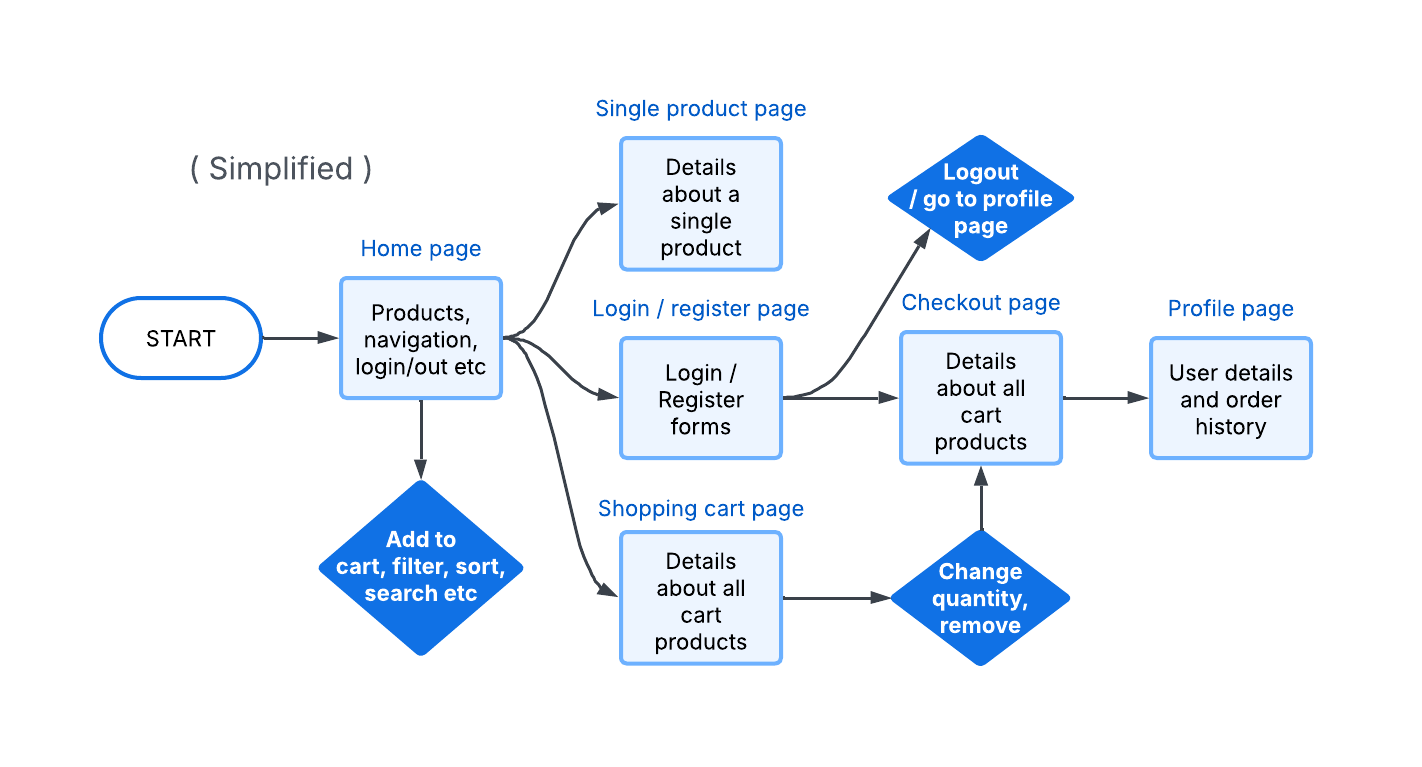 ( Simplified )
START
Home page
Products,
navigation,
login/out etc
Add to
cart, filter, sort,
search etc
Single product page
Details
about a
single
product
Login / register page
Login /
Register
forms
Shopping cart page
Details
about all
cart
products
Logout
/ go to profile
page
Checkout page
Details
about all
cart
products
Change
quantity,
remove
Profile page
User details
and order
history